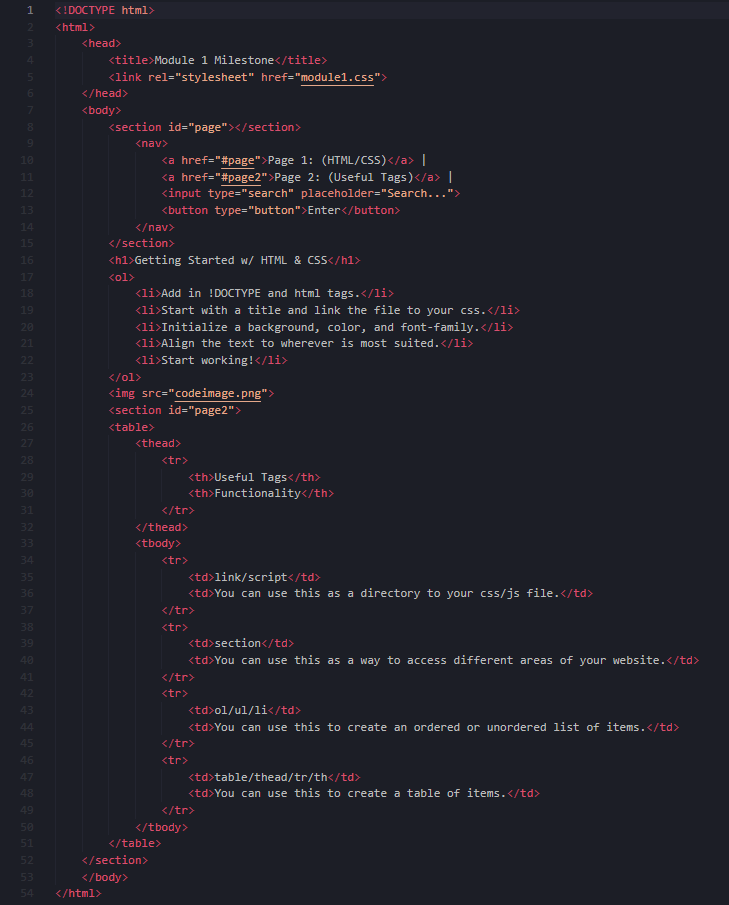 1 <!DOCTYPE html>
2 <html>
3 <head>
4 <title>Module 1 Milestone</title>
5 <link rel="stylesheet" href="module1.css">
6 </head>
7 <body>
8 <section id="page"></section>
9 <nav>
10 <a href="#page">Page 1: (HTML/CSS)</a> |
11 <a href="#page2">Page 2: (Useful Tags)</a> |
12 <input type="search" placeholder="Search...">
13 <button type="button">Enter</button>
14 </nav>
15 </section>
16 <h1>Getting Started w/ HTML & CSS</h1>
17 <ol>
18 <li>Add in !DOCTYPE and html tags.</li>
19 <li>Start with a title and link the file to your css.</li>
20 <li>Initialize a background, color, and font-family.</li>
21 <li>Align the text to wherever is most suited.</li>
22 <li>Start working!</li>
23 </ol>
24 <img src="codeimage.png">
25 <section id="page2">
26 <table>
27 <thead>
28 <tr>
29 <th>Useful Tags</th>
30 <th>Functionality</th>
31 </tr>
32 </thead>
33 <tbody>
34 <tr>
35 <td>link/script</td>
36 <td>You can use this as a directory to your css/js file.</td>
37 </tr>
38 <tr>
39 <td>section</td>
40 <td>You can use this as a way to access different areas of your website.</td>
41 </tr>
42 <tr>
43 <td>ol/ul/li</td>
44 <td>You can use this to create an ordered or unordered list of items.</td>
45 </tr>
46 <tr>
47 <td>table/thead/tr/th</td>
48 <td>You can use this to create a table of items.</td>
49 </tr>
50 </tbody>
51 </table>
52 </section>
53 </body>
54 </html>